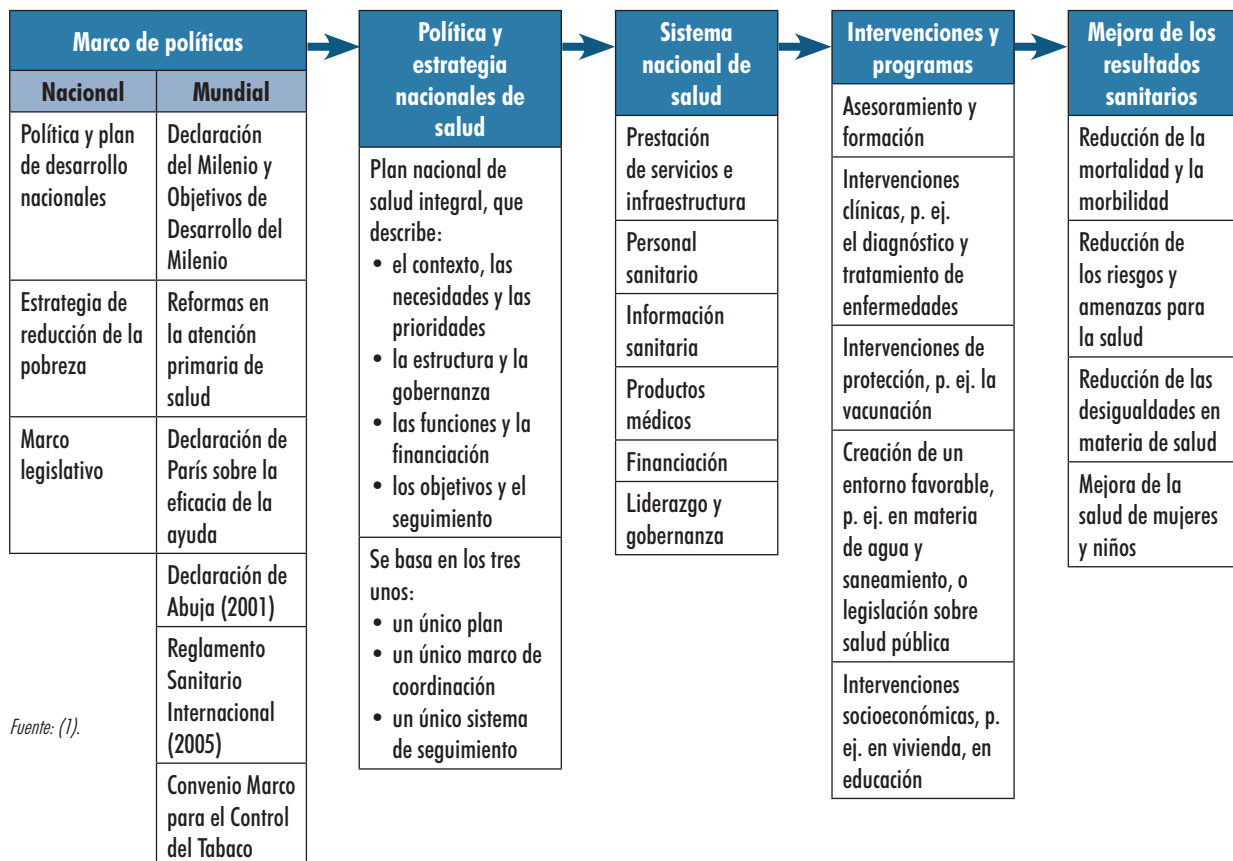 Marco de políticas
Nacional
Mundial
Política y plan
de desarrollo
nacionales
Declaración
del Milenio y
Objetivos de
Desarrollo del
Milenio
Estrategia de
reducción de la
pobreza
Reformas en
la atención
primaria de
salud
Marco
legislativo
Declaración de
París sobre la
eficacia de la
ayuda
Declaración de
Abuja (2001)
Reglamento
Sanitario
Internacional
(2005)
Convenio Marco
para el Control
del Tabaco
Fuente: (1).
Política y
estrategia
nacionales de
salud
Plan nacional de
salud integral, que
describe:
• el contexto, las
necesidades y las
prioridades
• la estructura y la
gobernanza
• las funciones y la
financiación
• los objetivos y el
seguimiento
Se basa en los tres
unos:
• un único plan
• un único marco de
coordinación
• un único sistema
de seguimiento
Sistema
nacional de
salud
Prestación
de servicios e
infraestructura
Personal
sanitario
Información
sanitaria
Productos
médicos
Financiación
Liderazgo y
gobernanza
Intervenciones y
programas
Asesoramiento y
formación
Intervenciones
clínicas, p. ej.
el diagnóstico y
tratamiento de
enfermedades
Intervenciones de
protección, p. ej. la
vacunación
Creación de un
entorno favorable,
p. ej. en materia
de agua y
saneamiento, o
legislación sobre
salud pública
Intervenciones
socioeconómicas, p.
ej. en vivienda, en
educación
Mejora de los
resultados
sanitarios
Reducción de la
mortalidad y la
morbilidad
Reducción de
los riesgos y
amenazas para
la salud
Reducción de las
desigualdades en
materia de salud
Mejora de la
salud de mujeres
y niños